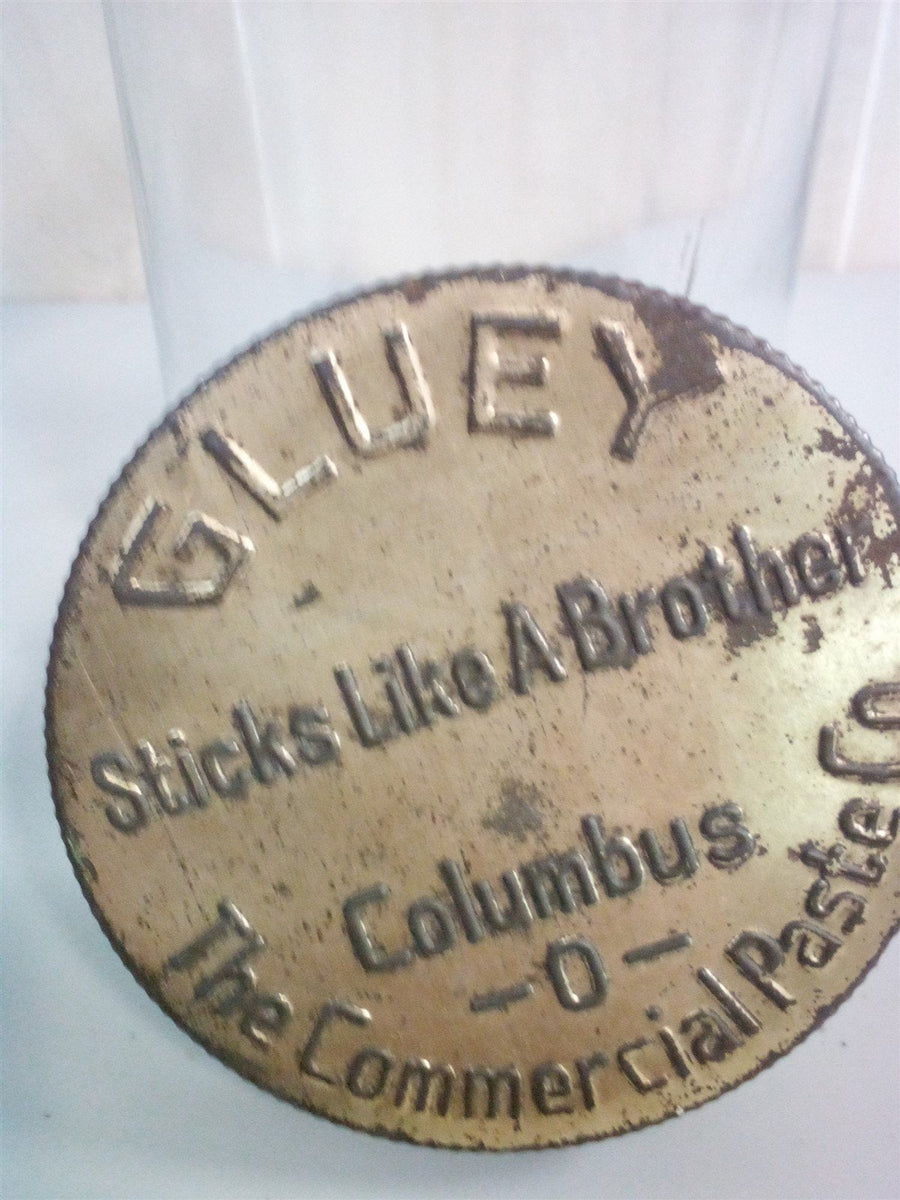 GLUEY
Sticks Like A Brother
Columbus
-O-
The Commercial Paste Co